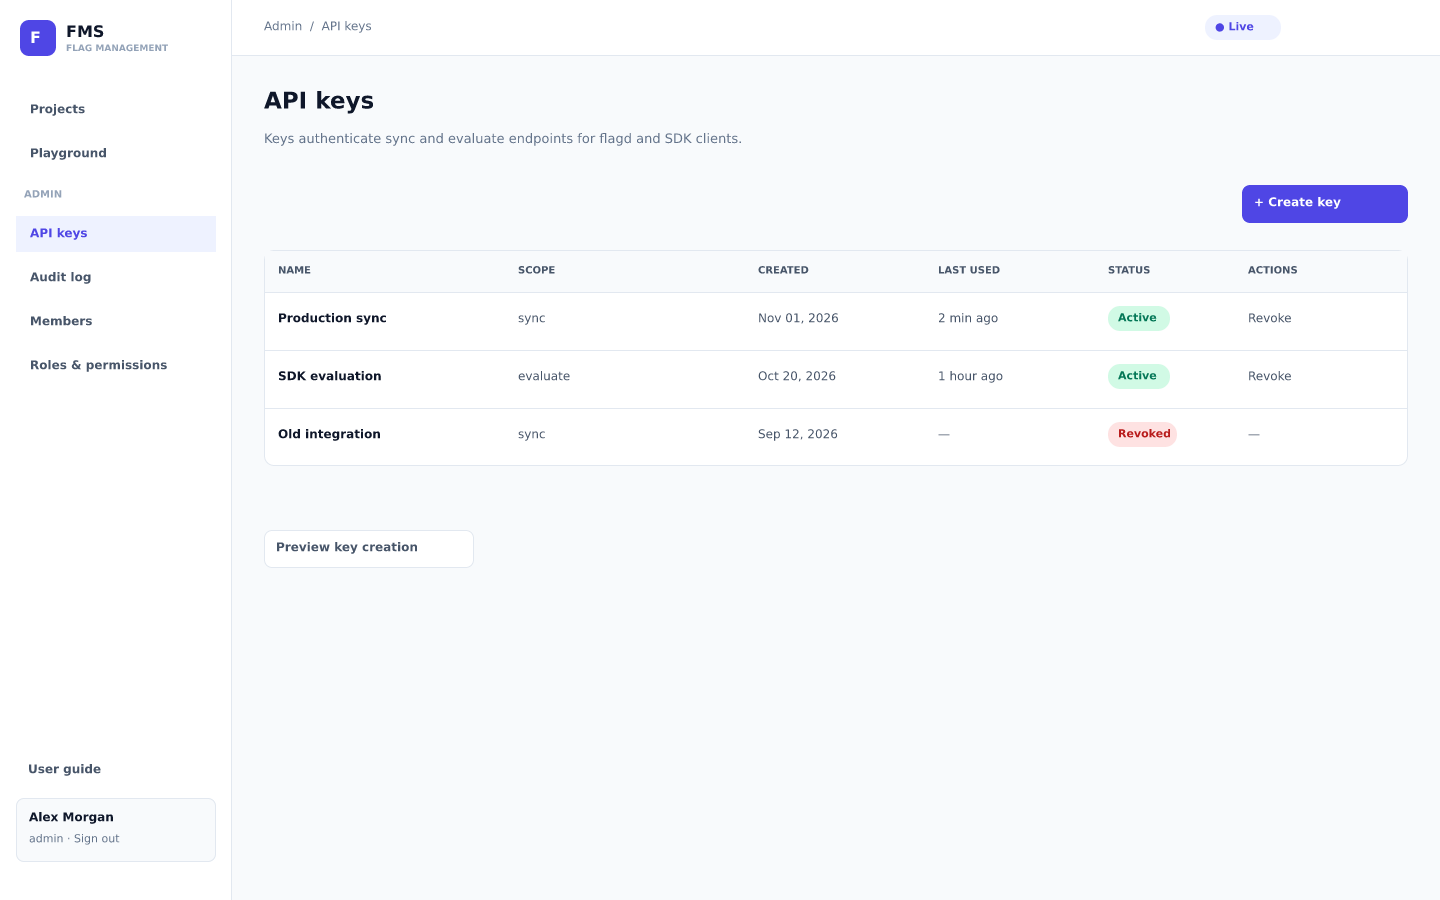 F
FMS
FLAG MANAGEMENT
Projects
Playground
ADMIN
API keys
Audit log
Members
Roles & permissions
User guide
Alex Morgan
admin · Sign out
Admin / API keys
● Live
API keys
Keys authenticate sync and evaluate endpoints for flagd and SDK clients.
+ Create key
NAME SCOPE CREATED LAST USED STATUS ACTIONS
Production sync sync Nov 01, 2026 2 min ago Active Revoke
SDK evaluation evaluate Oct 20, 2026 1 hour ago Active Revoke
Old integration sync Sep 12, 2026 — Revoked —
Preview key creation